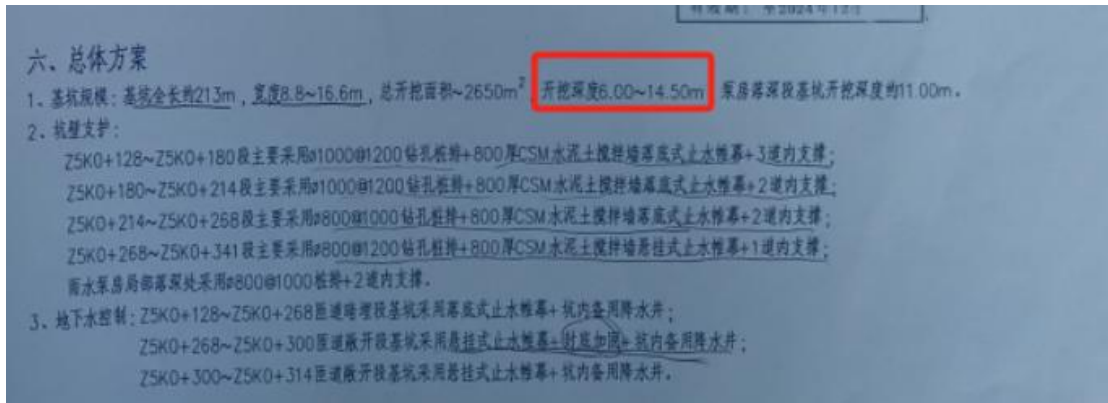 有效期：至2024年12月
六、总体方案
1、基坑规模：基坑全长约213m，宽度8.8~16.6m，总开挖面积~2650m²，开挖深度6.00~14.50m，泵房落深段基坑开挖深度约11.00m。
2、坑壁支护：
Z5K0+128~Z5K0+180段主要采用ø1000@1200钻孔桩排+800厚CSM水泥土搅拌墙落底式止水帷幕+3道内支撑；
Z5K0+180~Z5K0+214段主要采用ø1000@1200钻孔桩排+800厚CSM水泥土搅拌墙落底式止水帷幕+2道内支撑；
Z5K0+214~Z5K0+268段主要采用ø800@1000钻孔桩排+800厚CSM水泥土搅拌墙落底式止水帷幕+2道内支撑；
Z5K0+268~Z5K0+341段主要采用ø800@1200钻孔桩排+800厚CSM水泥土搅拌墙悬挂式止水帷幕+1道内支撑；
雨水泵房局部落深处采用ø800@1000桩排+2道内支撑。
3、地下水控制：Z5K0+128~Z5K0+268匝道暗埋段基坑采用落底式止水帷幕+坑内备用降水井；
Z5K0+268~Z5K0+300匝道敞开段基坑采用悬挂式止水帷幕+封底加固+坑内备用降水井；
Z5K0+300~Z5K0+314匝道敞开段基坑采用悬挂式止水帷幕+坑内备用降水井。